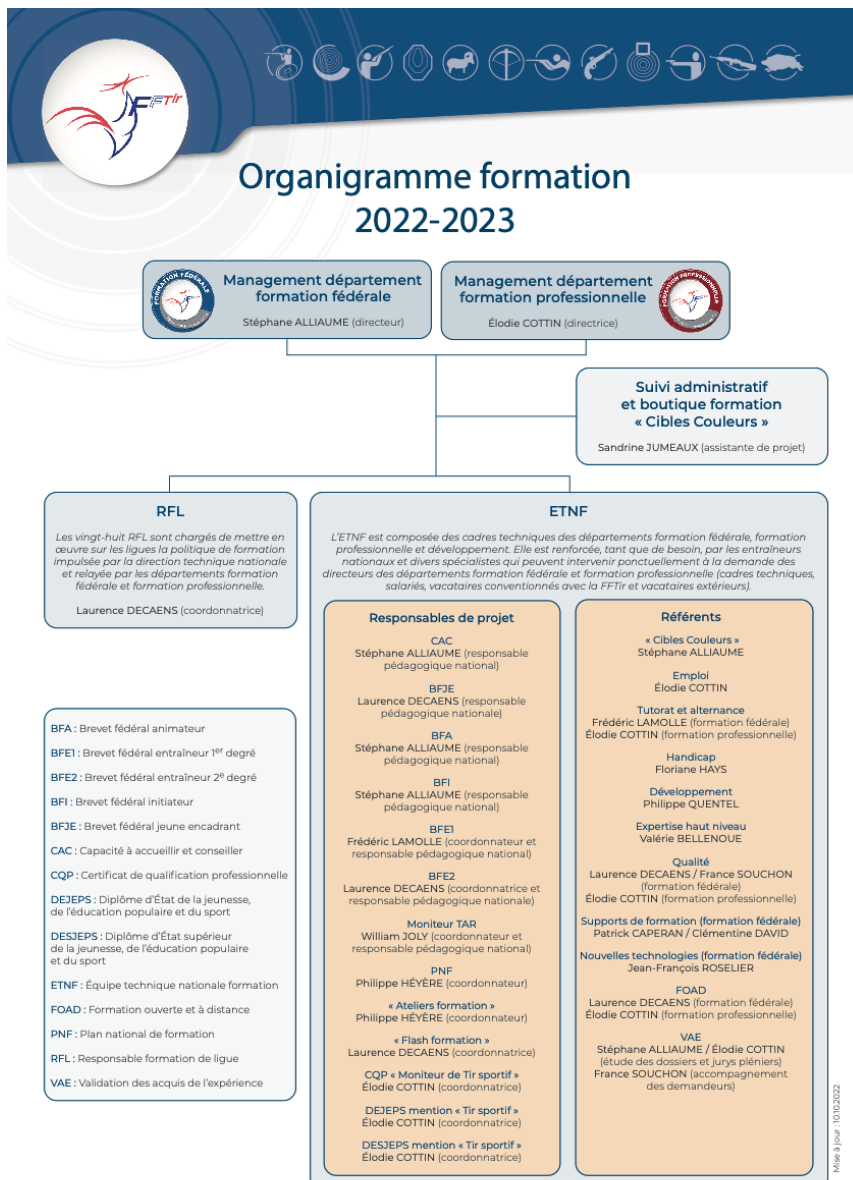 FFTir
Organigramme formation
2022-2023
FORMATION FÉDÉRALE
Management département
formation fédérale
Stéphane ALLIAUME (directeur)
Management département
formation professionnelle
Élodie COTTIN (directrice)
FORMATION PROFESSIONNELLE
Suivi administratif
et boutique formation
« Cibles Couleurs »
Sandrine JUMEAUX (assistante de projet)
RFL
Les vingt-huit RFL sont chargés de mettre en
œuvre sur les ligues la politique de formation
impulsée par la direction technique nationale
et relayée par les départements formation
fédérale et formation professionnelle.
Laurence DECAENS (coordonnatrice)
ETNF
L'ETNF est composée des cadres techniques des départements formation fédérale, formation
professionnelle et développement. Elle est renforcée, tant que de besoin, par les entraîneurs
nationaux et divers spécialistes qui peuvent intervenir ponctuellement à la demande des
directeurs des départements formation fédérale et formation professionnelle (cadres techniques,
salariés, vacataires conventionnés avec la FFTir et vacataires extérieurs).
Responsables de projet
CAC
Stéphane ALLIAUME (responsable
pédagogique national)
BFJE
Laurence DECAENS (responsable
pédagogique nationale)
BFA
Stéphane ALLIAUME (responsable
pédagogique national)
BFI
Stéphane ALLIAUME (responsable
pédagogique national)
BFE1
Frédéric LAMOLLE (coordonnateur et
responsable pédagogique national)
BFE2
Laurence DECAENS (coordonnatrice et
responsable pédagogique nationale)
Moniteur TAR
William JOLY (coordonnateur et
responsable pédagogique national)
PNF
Philippe HÉYÈRE (coordonnateur)
« Ateliers formation »
Philippe HÉYÈRE (coordonnateur)
« Flash formation »
Laurence DECAENS (coordonnatrice)
CQP « Moniteur de Tir sportif »
Élodie COTTIN (coordonnatrice)
DEJEPS mention « Tir sportif »
Élodie COTTIN (coordonnatrice)
DESJEPS mention « Tir sportif »
Élodie COTTIN (coordonnatrice)
Référents
« Cibles Couleurs »
Stéphane ALLIAUME
Emploi
Élodie COTTIN
Tutorat et alternance
Frédéric LAMOLLE (formation fédérale)
Élodie COTTIN (formation professionnelle)
Handicap
Floriane HAYS
Développement
Philippe QUENTEL
Expertise haut niveau
Valérie BELLENOUE
Qualité
Laurence DECAENS / France SOUCHON
(formation fédérale)
Élodie COTTIN (formation professionnelle)
Supports de formation (formation fédérale)
Patrick CAPERAN / Clémentine DAVID
Nouvelles technologies (formation fédérale)
Jean-François ROSELIER
FOAD
Laurence DECAENS (formation fédérale)
Élodie COTTIN (formation professionnelle)
VAE
Stéphane ALLIAUME / Élodie COTTIN
(étude des dossiers et jurys pléniers)
France SOUCHON (accompagnement
des demandeurs)
BFA : Brevet fédéral animateur
BFE1 : Brevet fédéral entraîneur 1er degré
BFE2 : Brevet fédéral entraîneur 2e degré
BFI : Brevet fédéral initiateur
BFJE : Brevet fédéral jeune encadrant
CAC : Capacité à accueillir et conseiller
CQP : Certificat de qualification professionnelle
DEJEPS : Diplôme d'État de la jeunesse,
de l'éducation populaire et du sport
DESJEPS : Diplôme d'État supérieur
de la jeunesse, de l'éducation populaire
et du sport
ETNF : Équipe technique nationale formation
FOAD : Formation ouverte et à distance
PNF : Plan national de formation
RFL : Responsable formation de ligue
VAE : Validation des acquis de l'expérience
Mise à jour : 10.10.2022